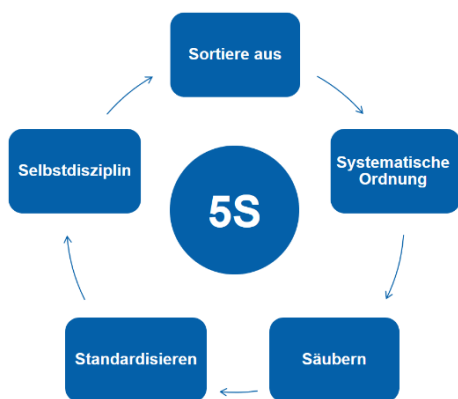 Sortiere aus
Systematische
Ordnung
Säubern
Standardisieren
Selbstdisziplin
5S